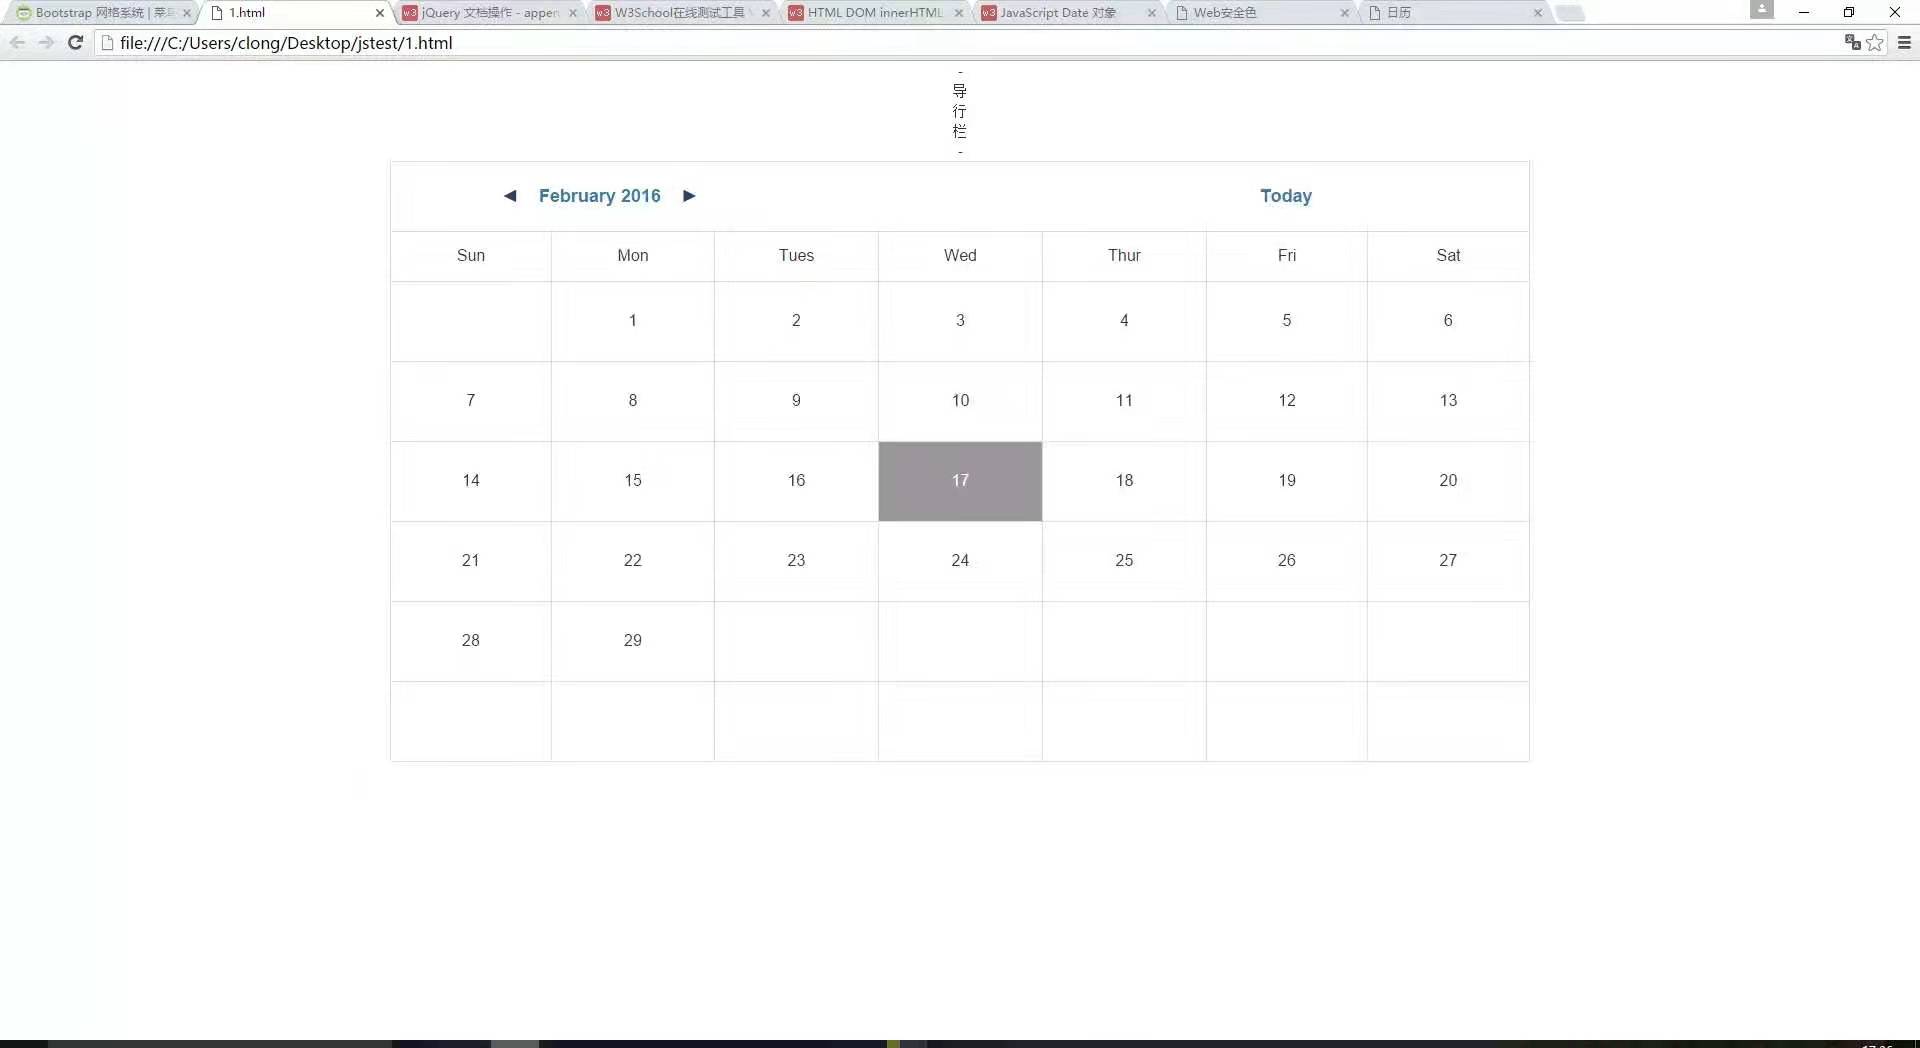 Bootstrap 网格系统 | 菜鸟
1.html
jQuery 文档操作 - appen
W3School在线测试工具
HTML DOM innerHTML
JavaScript Date 对象
Web安全色
日历
file:///C:/Users/clong/Desktop/jstest/1.html
-
导
行
栏
-
◄ February 2016 ► Today
Sun Mon Tues Wed Thur Fri Sat
1 2 3 4 5 6
7 8 9 10 11 12 13
14 15 16 17 18 19 20
21 22 23 24 25 26 27
28 29